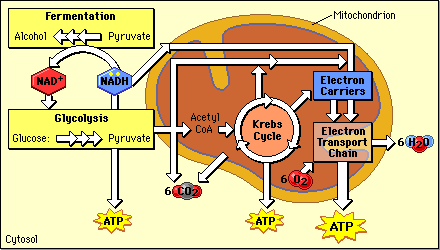 Fermentation
Alcohol Pyruvate
Mitochondrion
NAD+
NADH
Electron
Carriers
Glycolysis
Glucose: Pyruvate
Acetyl
CoA
Krebs
Cycle
Electron
Transport
Chain
6 H2O
6 CO2
6 O2
ATP
ATP
ATP
Cytosol